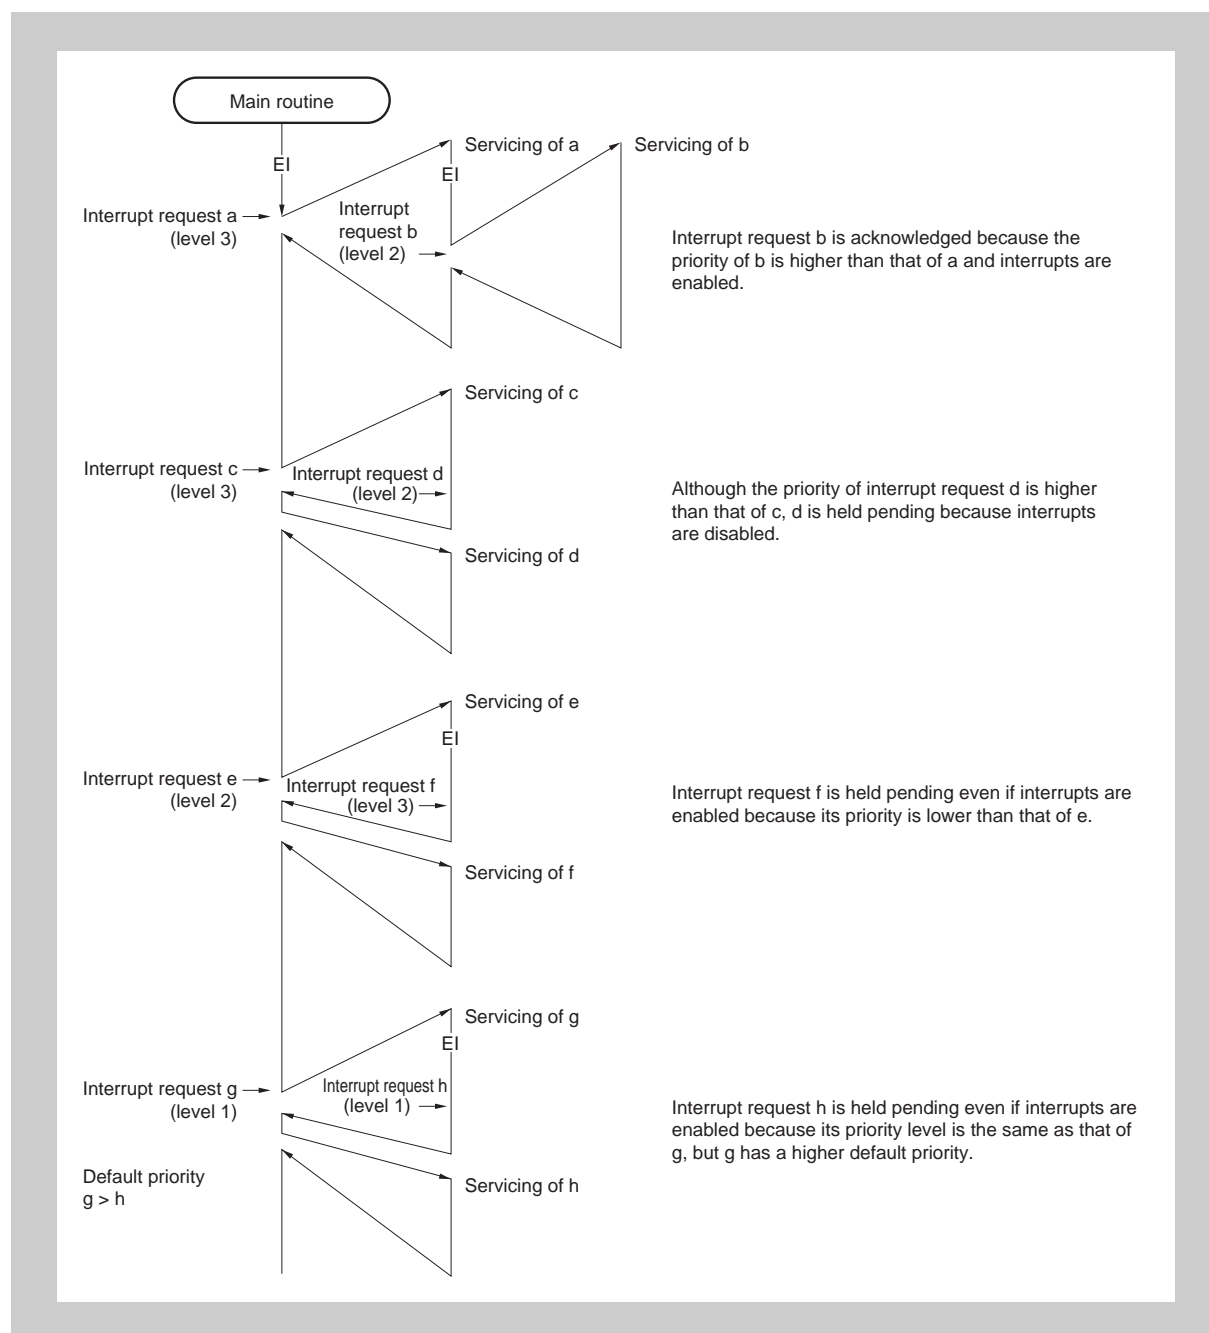 Main routine
EI
Servicing of a
Servicing of b
EI
Interrupt request a
(level 3)
Interrupt
request b
(level 2)
Interrupt request b is acknowledged because the
priority of b is higher than that of a and interrupts are
enabled.
Servicing of c
Interrupt request c
(level 3)
Interrupt request d
(level 2)
Although the priority of interrupt request d is higher
than that of c, d is held pending because interrupts
are disabled.
Servicing of d
Servicing of e
EI
Interrupt request e
(level 2)
Interrupt request f
(level 3)
Interrupt request f is held pending even if interrupts are
enabled because its priority is lower than that of e.
Servicing of f
Servicing of g
EI
Interrupt request g
(level 1)
Interrupt request h
(level 1)
Interrupt request h is held pending even if interrupts are
enabled because its priority level is the same as that of
g, but g has a higher default priority.
Default priority
g > h
Servicing of h